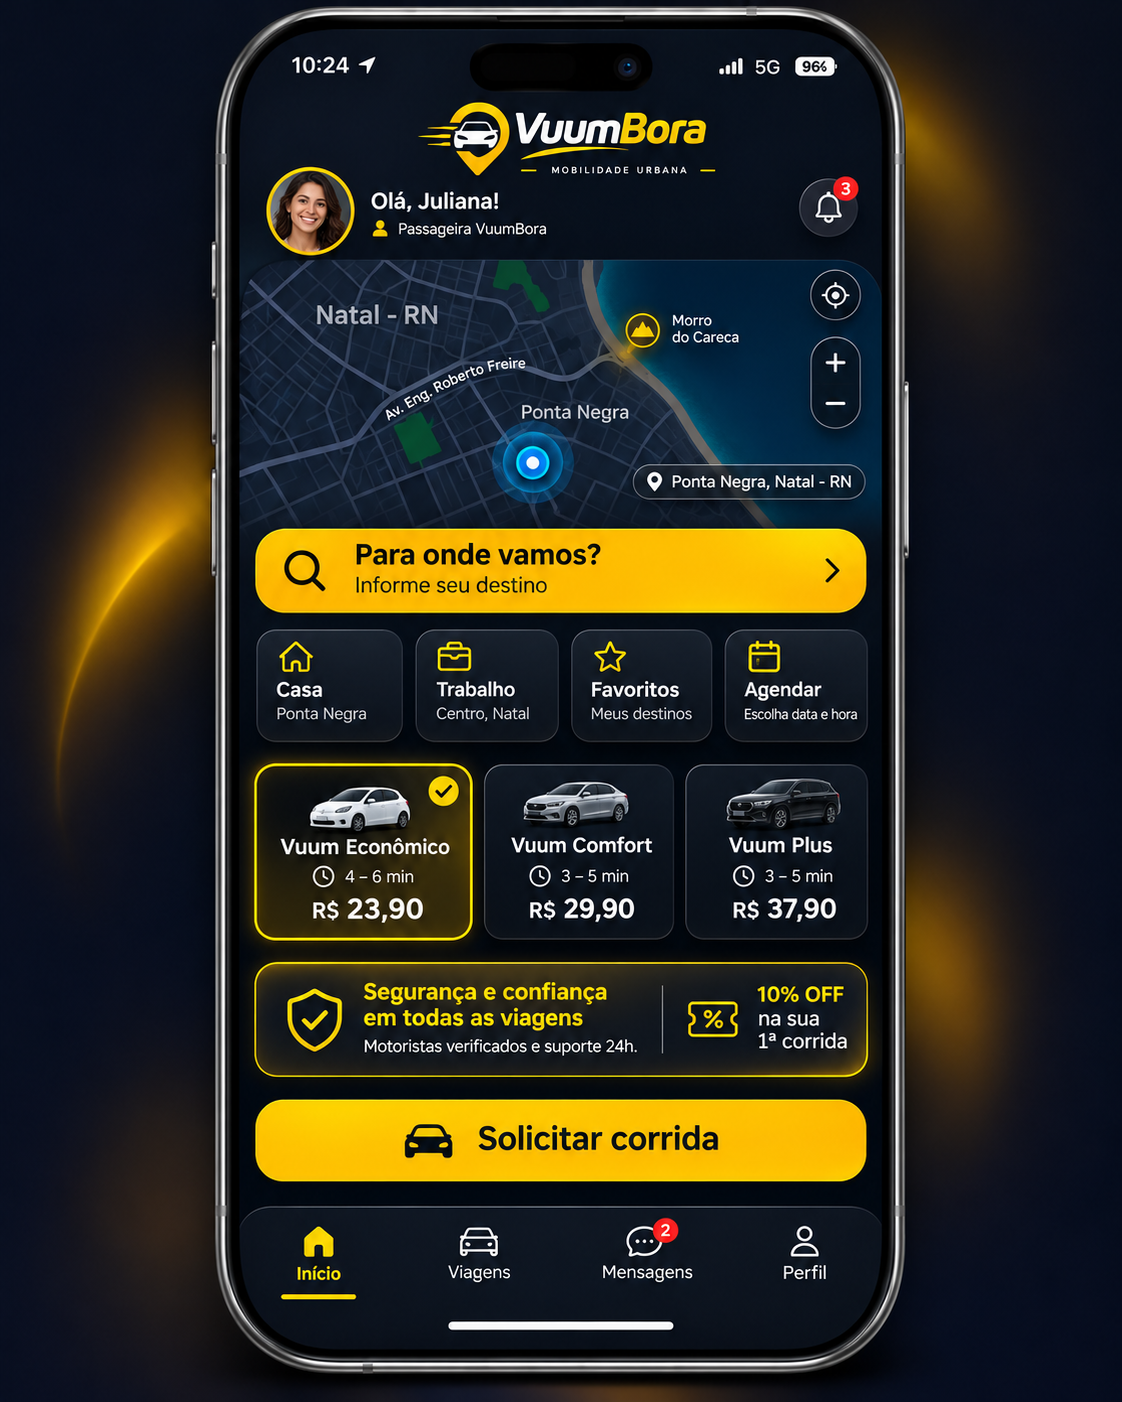 10:24
5G
96%
VuumBora
MOBILIDADE URBANA
Olá, Juliana!
Passageira VuumBora
3
Natal - RN
Morro
do Careca
Av. Eng. Roberto Freire
Ponta Negra
Ponta Negra, Natal - RN
Para onde vamos?
Informe seu destino
Casa
Ponta Negra
Trabalho
Centro, Natal
Favoritos
Meus destinos
Agendar
Escolha data e hora
Vuum Econômico
4 – 6 min
R$ 23,90
Vuum Comfort
3 – 5 min
R$ 29,90
Vuum Plus
3 – 5 min
R$ 37,90
Segurança e confiança
em todas as viagens
Motoristas verificados e suporte 24h.
%
10% OFF
na sua
1ª corrida
Solicitar corrida
Início
Viagens
2
Mensagens
Perfil